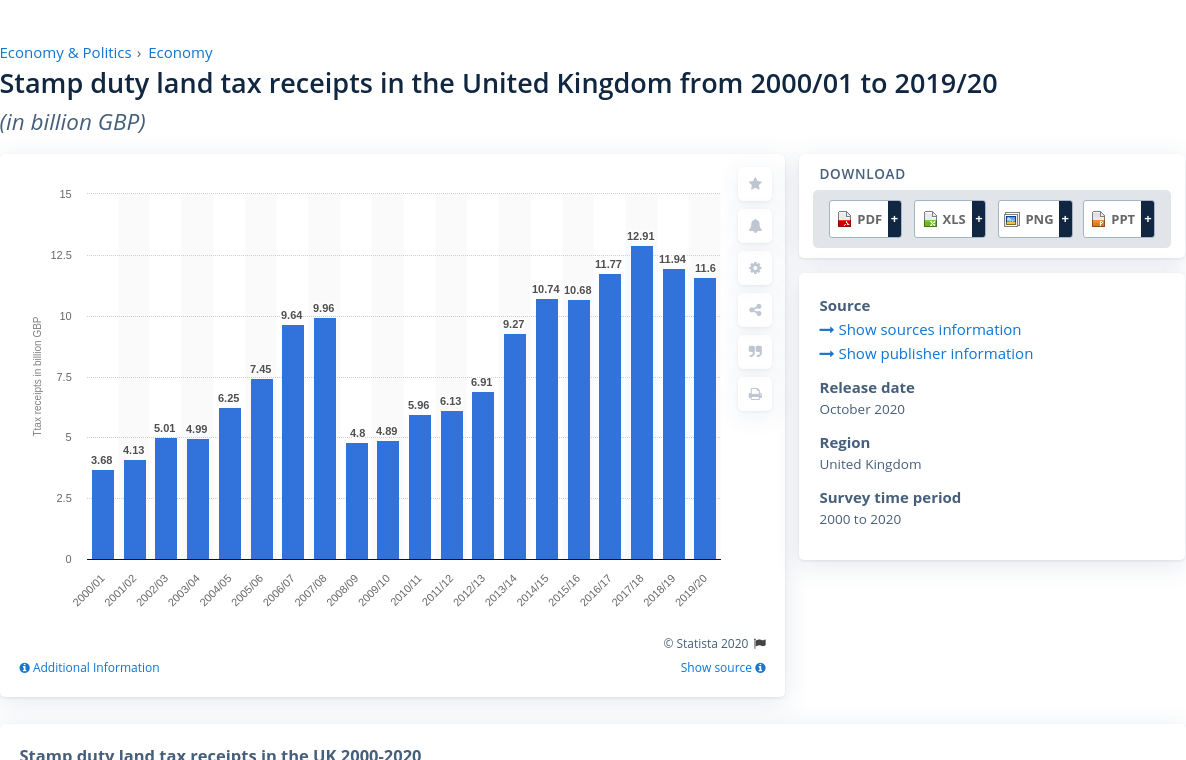 Economy & Politics › Economy
Stamp duty land tax receipts in the United Kingdom from 2000/01 to 2019/20
(in billion GBP)
Ttax receipts in billion GBP
15
12.5
10
7.5
5
2.5
0
3.68
4.13
5.01
4.99
6.25
7.45
9.64
9.96
4.8
4.89
5.96
6.13
6.91
9.27
10.74
10.68
11.77
12.91
11.94
11.6
2000/01
2001/02
2002/03
2003/04
2004/05
2005/06
2006/07
2007/08
2008/09
2009/10
2010/11
2011/12
2012/13
2013/14
2014/15
2015/16
2016/17
2017/18
2018/19
2019/20
© Statista 2020
Additional Information
Show source
DOWNLOAD
PDF + XLS + PNG + PPT +
Source
Show sources information
Show publisher information
Release date
October 2020
Region
United Kingdom
Survey time period
2000 to 2020
Stamp duty land tax receipts in the UK 2000-2020